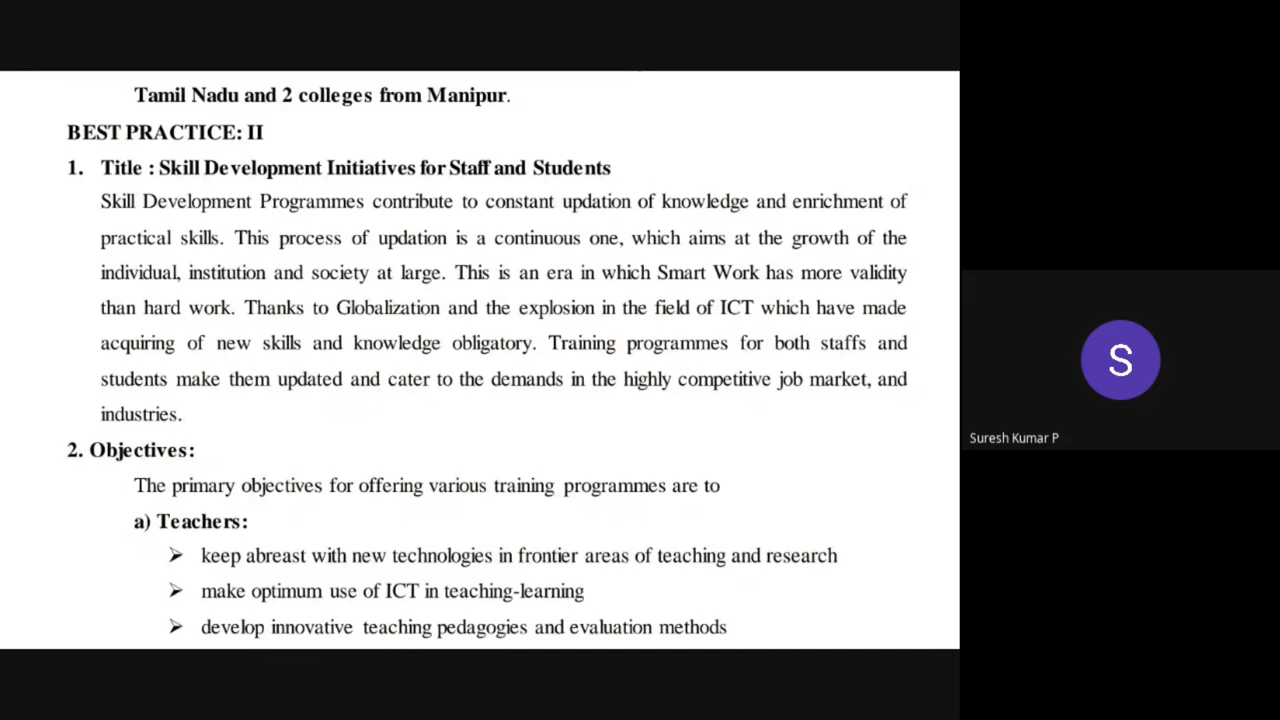 Tamil Nadu and 2 colleges from Manipur.
BEST PRACTICE: II
1. Title : Skill Development Initiatives for Staff and Students
Skill Development Programmes contribute to constant updation of knowledge and enrichment of
practical skills. This process of updation is a continuous one, which aims at the growth of the
individual, institution and society at large. This is an era in which Smart Work has more validity
than hard work. Thanks to Globalization and the explosion in the field of ICT which have made
acquiring of new skills and knowledge obligatory. Training programmes for both staffs and
students make them updated and cater to the demands in the highly competitive job market, and
industries.
2. Objectives:
The primary objectives for offering various training programmes are to
a) Teachers:
➢ keep abreast with new technologies in frontier areas of teaching and research
➢ make optimum use of ICT in teaching-learning
➢ develop innovative teaching pedagogies and evaluation methods
S
Suresh Kumar P